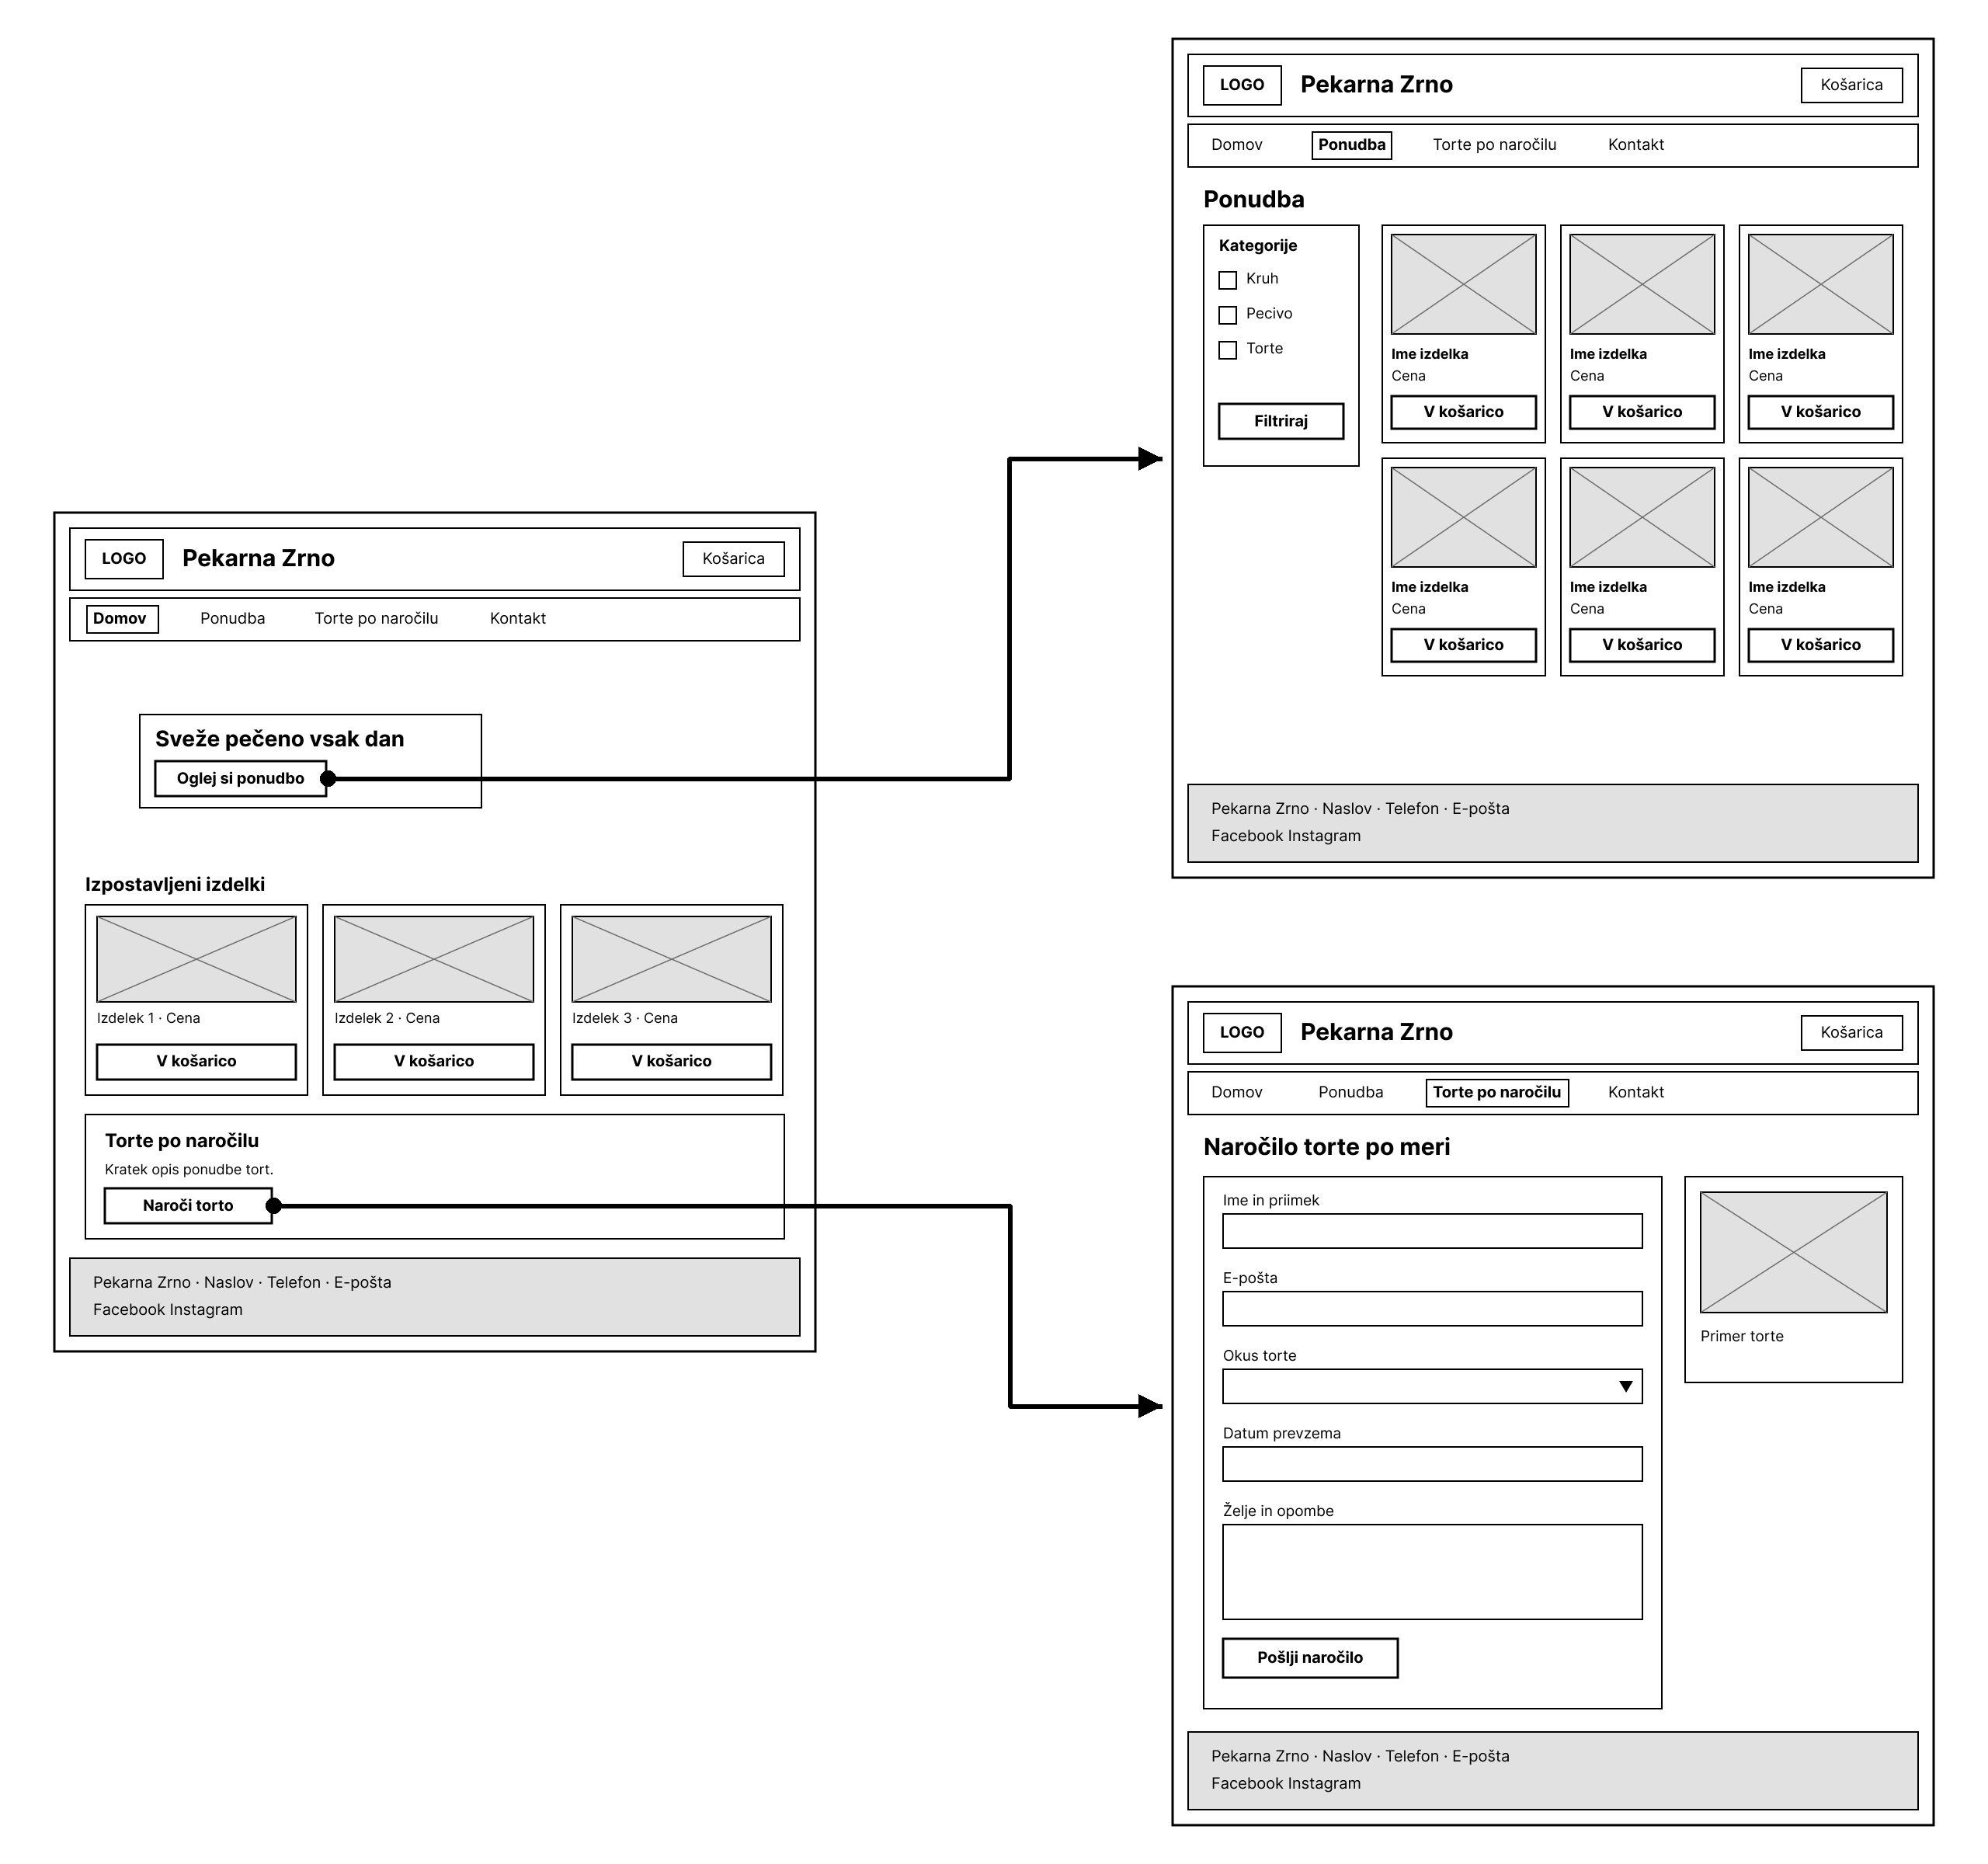 LOGO
Pekarna Zrno
Košarica
Domov
Ponudba
Torte po naročilu
Kontakt
Sveže pečeno vsak dan
Oglej si ponudbo
Izpostavljeni izdelki
Izdelek 1 · Cena
V košarico
Izdelek 2 · Cena
V košarico
Izdelek 3 · Cena
V košarico
Torte po naročilu
Kratek opis ponudbe tort.
Naroči torto
Pekarna Zrno · Naslov · Telefon · E-pošta
Facebook Instagram
LOGO
Pekarna Zrno
Košarica
Domov
Ponudba
Torte po naročilu
Kontakt
Ponudba
Kategorije
Kruh
Pecivo
Torte
Filtriraj
Ime izdelka
Cena
V košarico
Ime izdelka
Cena
V košarico
Ime izdelka
Cena
V košarico
Ime izdelka
Cena
V košarico
Ime izdelka
Cena
V košarico
Ime izdelka
Cena
V košarico
Pekarna Zrno · Naslov · Telefon · E-pošta
Facebook Instagram
LOGO
Pekarna Zrno
Košarica
Domov
Ponudba
Torte po naročilu
Kontakt
Naročilo torte po meri
Ime in priimek
E-pošta
Okus torte
Datum prevzema
Želje in opombe
Pošlji naročilo
Primer torte
Pekarna Zrno · Naslov · Telefon · E-pošta
Facebook Instagram